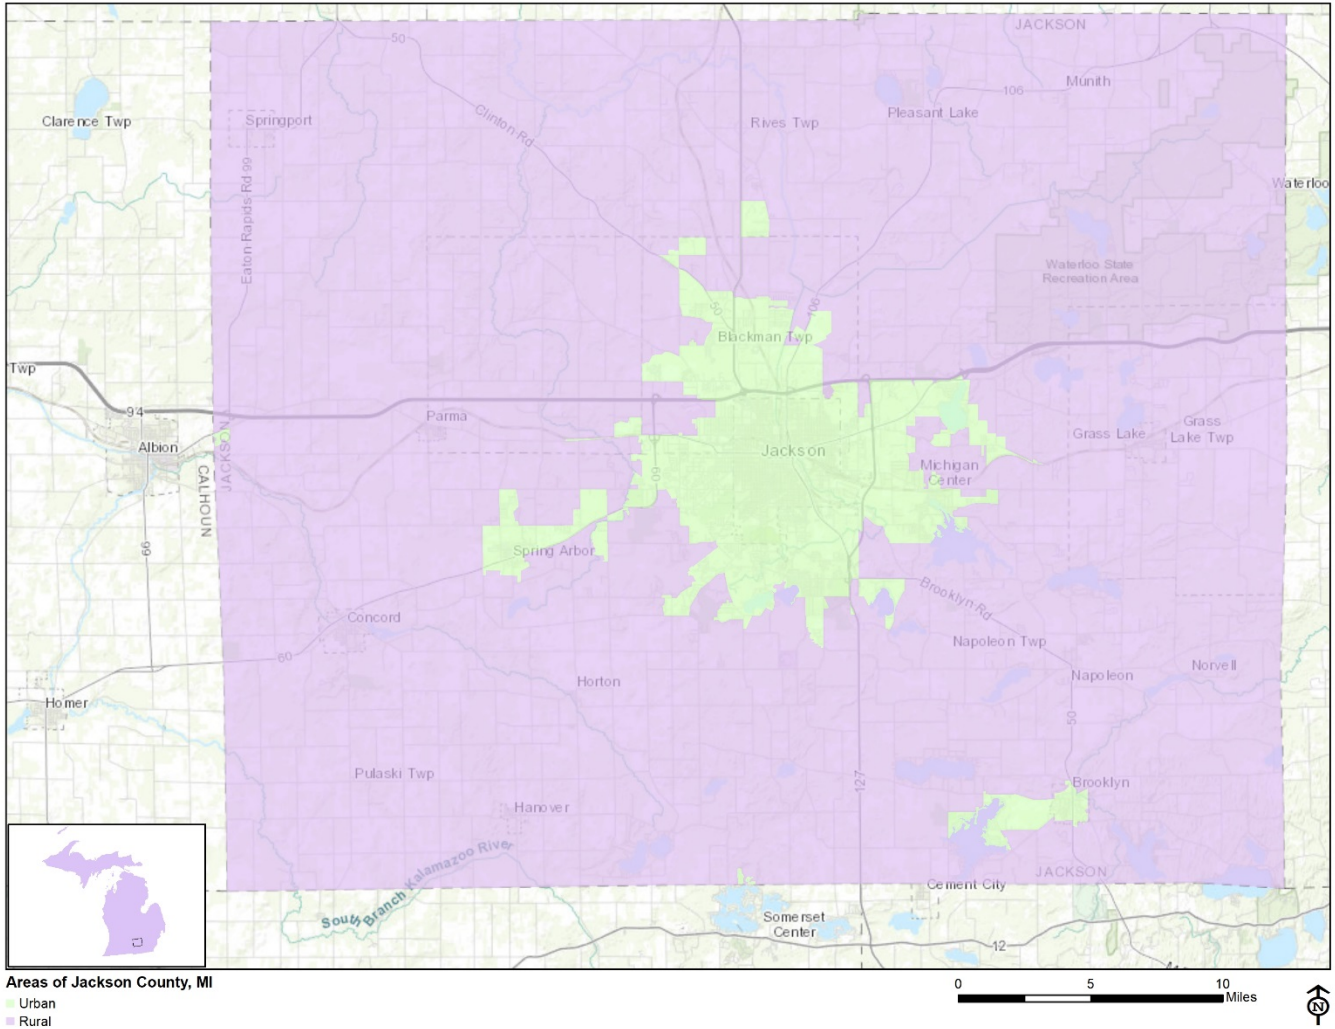 JACKSON
50
Munith
106
Clarence Twp
Springport
Clinton Rd
Rives Twp
Pleasant Lake
Waterloo
Eaton Rapids Rd 99
Waterloo State
Recreation Area
60
106
Blackman Twp
Twp
94
Albion
JACKSON
CALHOUN
Parma
Jackson
60
Grass Lake
Grass
Lake Twp
Michigan
Center
99
Spring Arbor
Brooklyn Rd
Concord
Napoleon Twp
60
Horton
Napoleon
Norvell
Homer
50
Pulaski Twp
127
Brooklyn
Hanover
South Branch Kalamazoo River
JACKSON
Cement City
Somerset
Center
12
Areas of Jackson County, MI
Urban
Rural
0 5 10
Miles
N